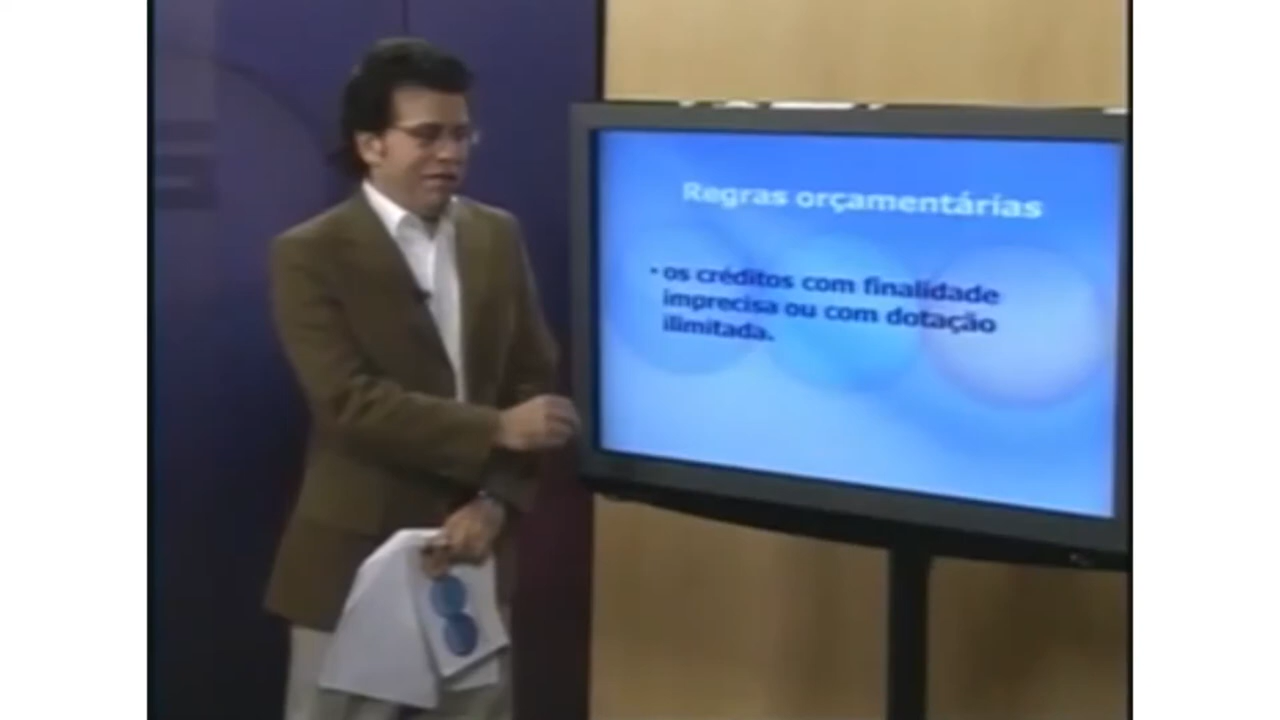 Regras orçamentárias
• os créditos com finalidade
imprecisa ou com dotação
ilimitada.